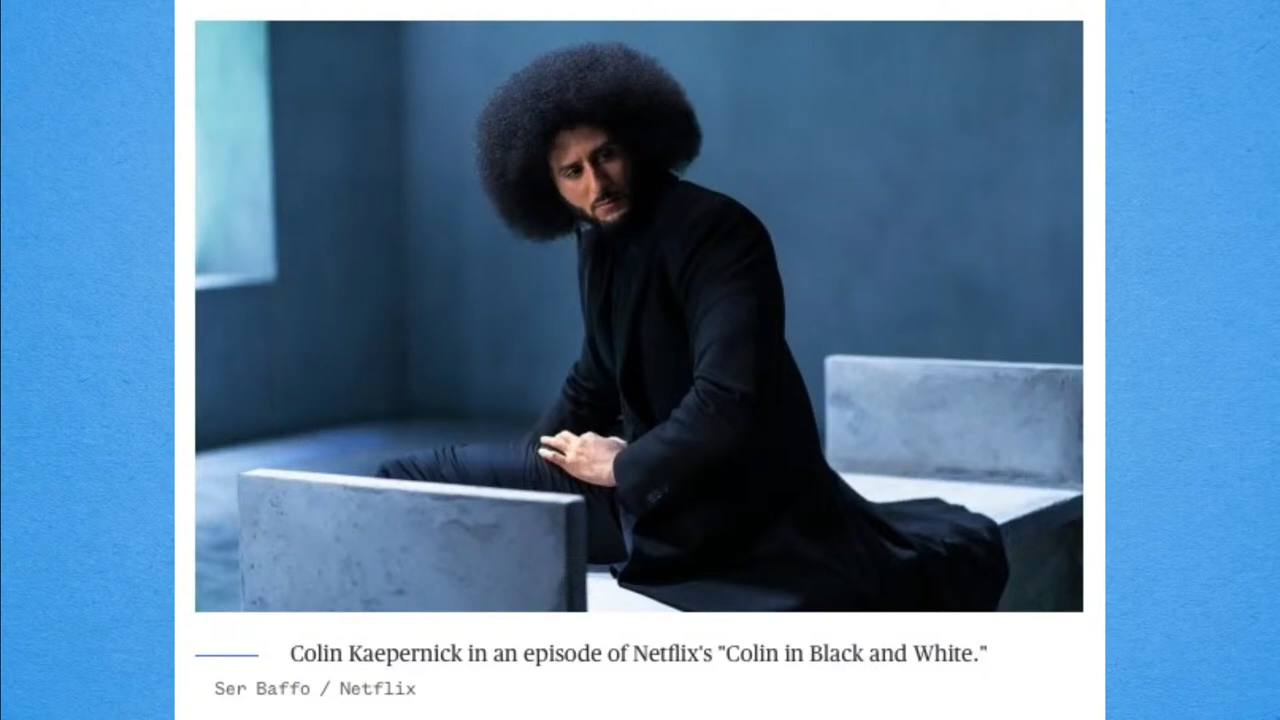 Colin Kaepernick in an episode of Netflix's "Colin in Black and White."
Ser Baffo / Netflix